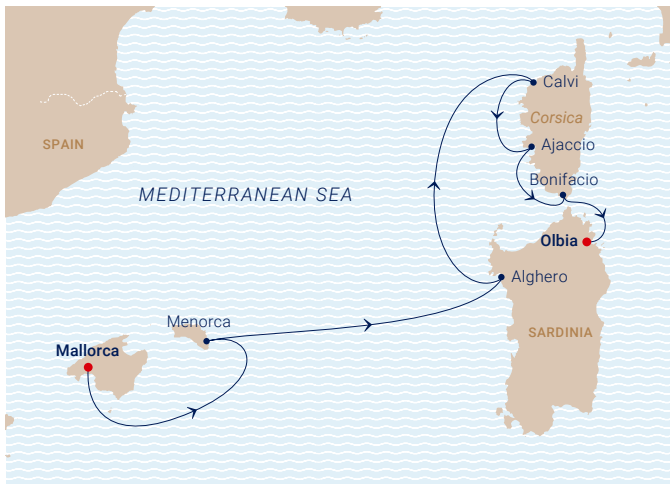 Calvi
Corsica
SPAIN
Ajaccio
Bonifacio
MEDITERRANEAN SEA
Olbia
Alghero
Menorca
SARDINIA
Mallorca